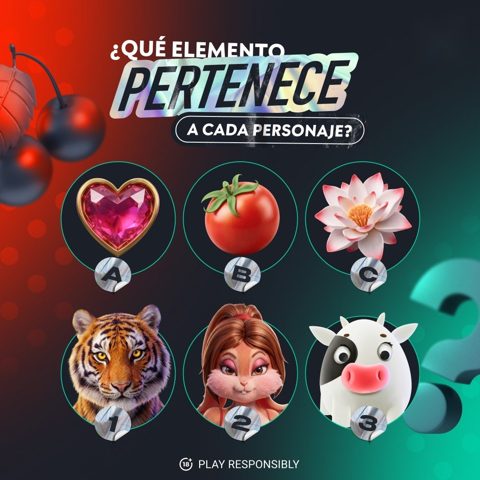 ¿QUÉ ELEMENTO
PERTENECE
A CADA PERSONAJE?
A
B
C
1
2
3
18+ PLAY RESPONSIBLY